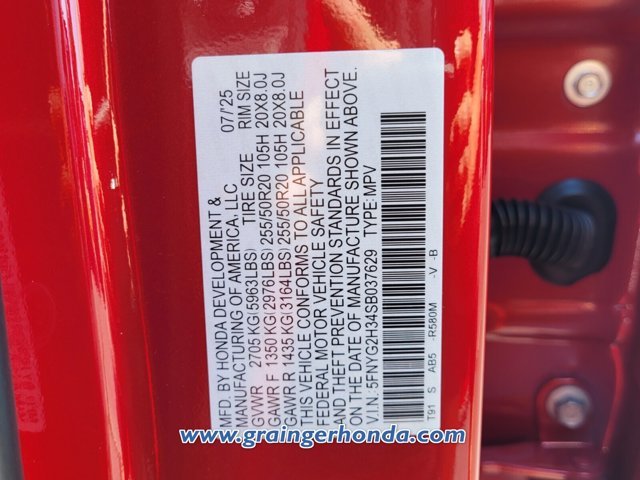 MFD. BY HONDA DEVELOPMENT &
MANUFACTURING OF AMERICA, LLC 07/25
TIRE SIZE RIM SIZE
GVWR 2705 KG(5963LBS)
GAWR F 1350 KG(2976LBS) 255/50R20 105H 20X8.0J
GAWR R 1435 KG(3164LBS) 255/50R20 105H 20X8.0J
THIS VEHICLE CONFORMS TO ALL APPLICABLE
FEDERAL MOTOR VEHICLE SAFETY
AND THEFT PREVENTION STANDARDS IN EFFECT
ON THE DATE OF MANUFACTURE SHOWN ABOVE.
V.I.N. 5FNYG2H34SB037629 TYPE: MPV
T91 S AB5 R580M -V -B
www.graingerhonda.com